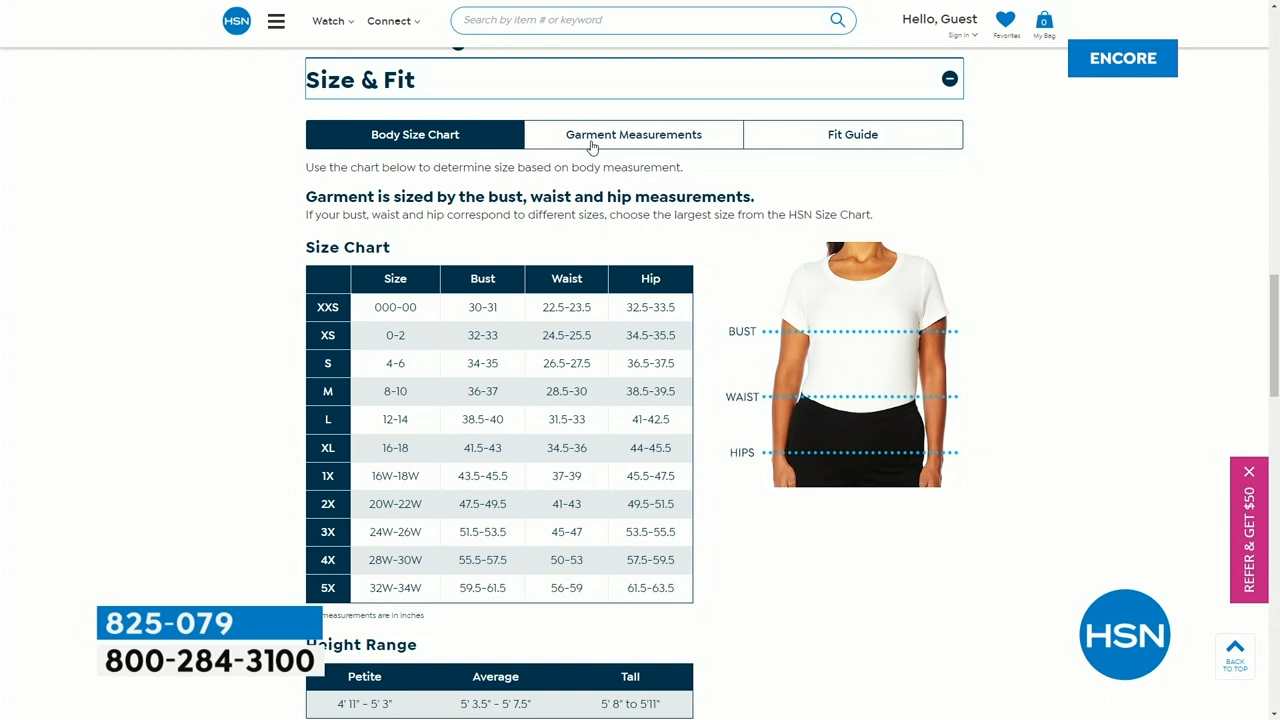 HSN
Watch
Connect
Search by item # or keyword
Hello, Guest
Sign In
Favorites
0
My Bag
ENCORE
Size & Fit
Body Size Chart
Garment Measurements
Fit Guide
Use the chart below to determine size based on body measurement.
Garment is sized by the bust, waist and hip measurements.
If your bust, waist and hip correspond to different sizes, choose the largest size from the HSN Size Chart.
Size Chart
Size Bust Waist Hip
XXS 000-00 30-31 22.5-23.5 32.5-33.5
XS 0-2 32-33 24.5-25.5 34.5-35.5
S 4-6 34-35 26.5-27.5 36.5-37.5
M 8-10 36-37 28.5-30 38.5-39.5
L 12-14 38.5-40 31.5-33 41-42.5
XL 16-18 41.5-43 34.5-36 44-45.5
1X 16W-18W 43.5-45.5 37-39 45.5-47.5
2X 20W-22W 47.5-49.5 41-43 49.5-51.5
3X 24W-26W 51.5-53.5 45-47 53.5-55.5
4X 28W-30W 55.5-57.5 50-53 57.5-59.5
5X 32W-34W 59.5-61.5 56-59 61.5-63.5
BUST
WAIST
HIPS
measurements are in inches
Height Range
Petite Average Tall
4' 11" - 5' 3" 5' 3.5" - 5' 7.5" 5' 8" to 5'11"
825-079
800-284-3100
REFER & GET $50
HSN
BACK
TO TOP